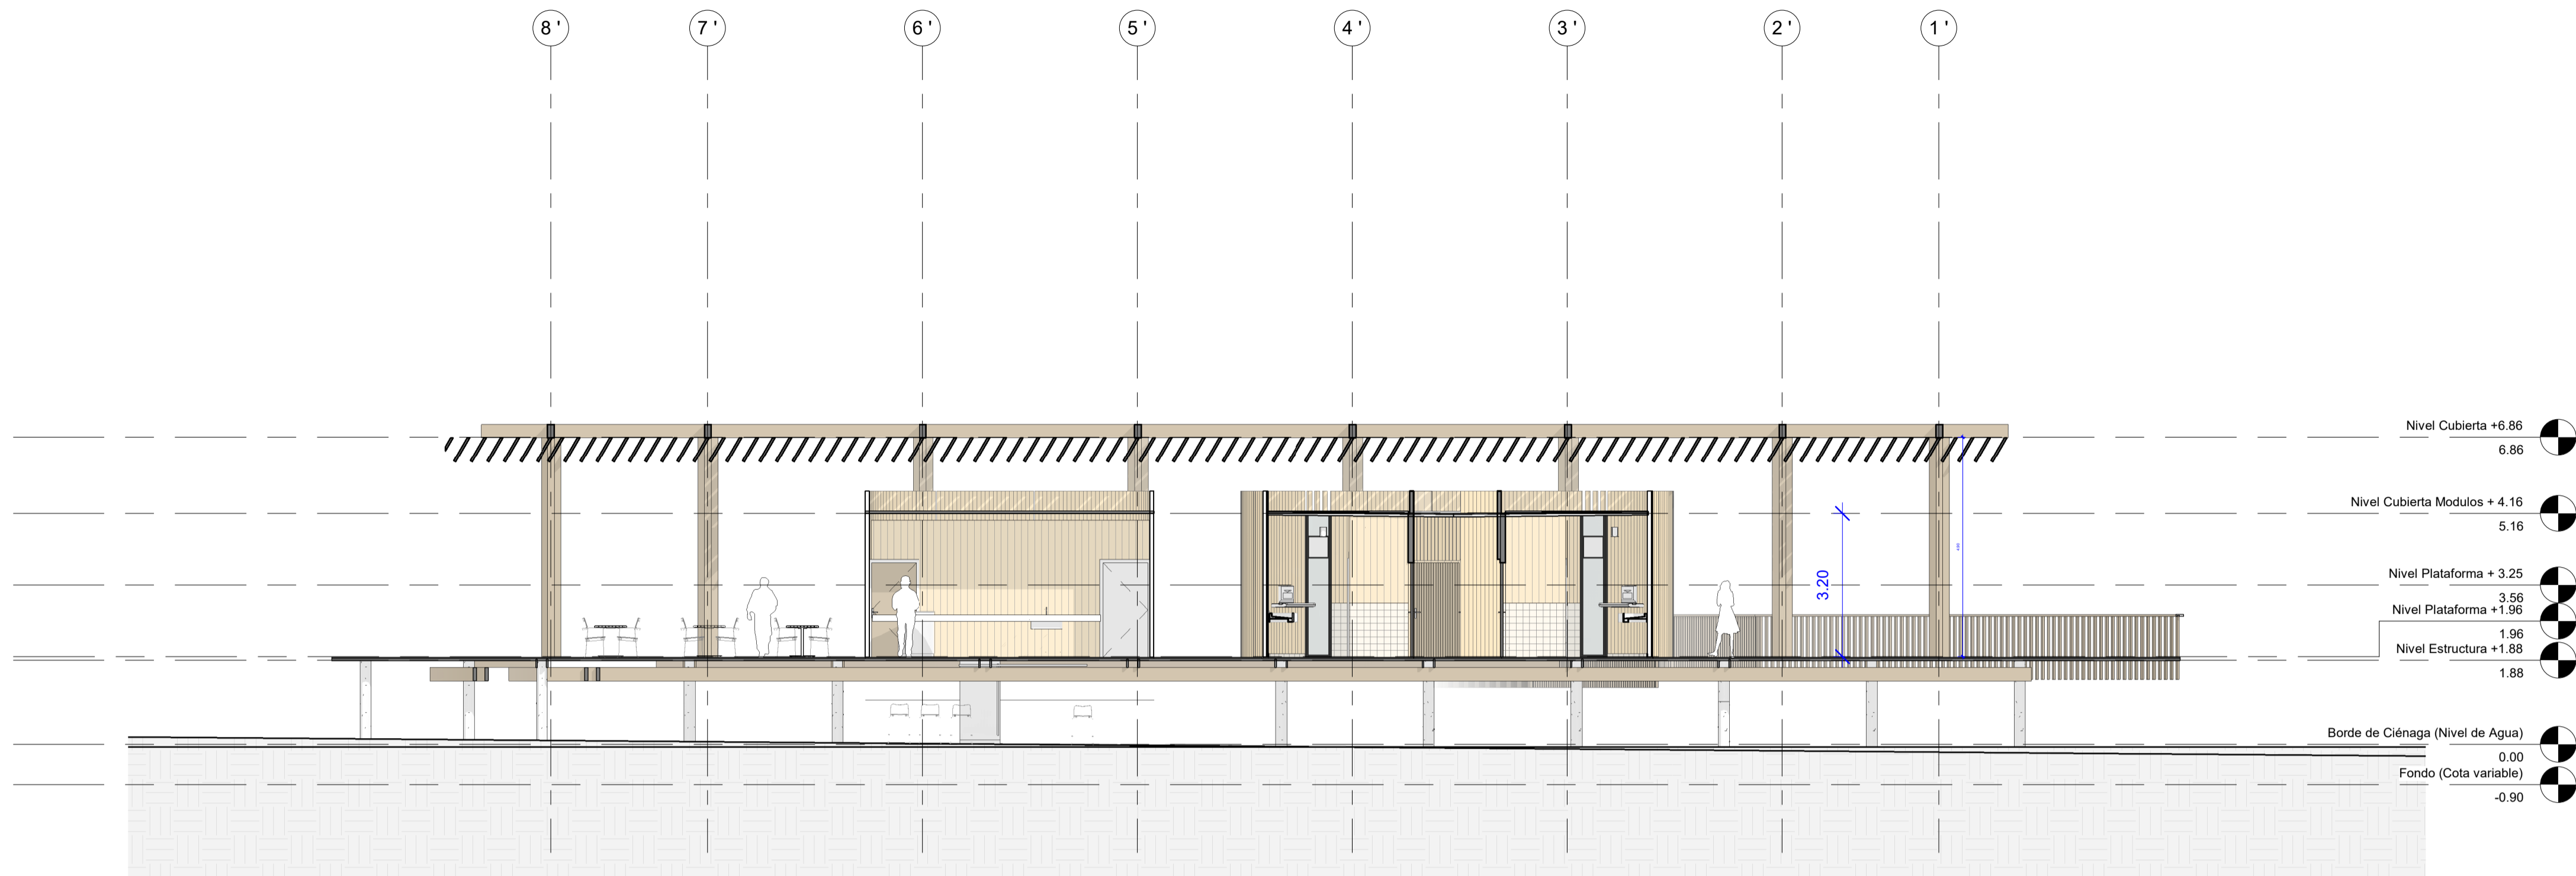 8 ' 7 ' 6 ' 5 ' 4 ' 3 ' 2 ' 1 '
Nivel Cubierta +6.86
6.86
Nivel Cubierta Modulos + 4.16
5.16
Nivel Plataforma + 3.25
3.56
Nivel Plataforma +1.96
1.96
Nivel Estructura +1.88
1.88
Borde de Ciénaga (Nivel de Agua)
0.00
Fondo (Cota variable)
-0.90
3.20